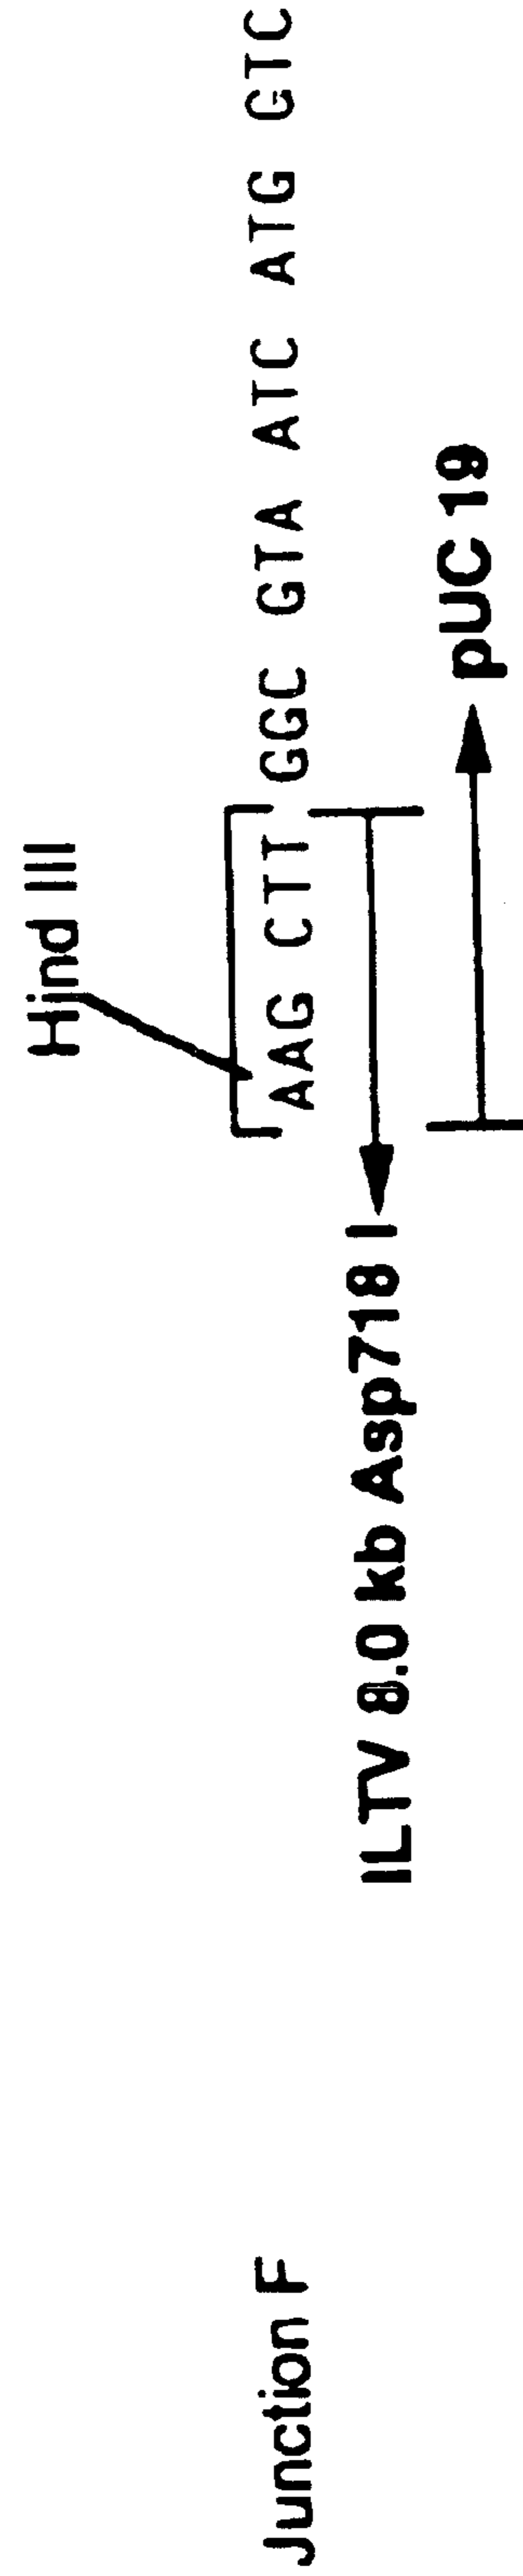 Hind III
Junction F
AAG CTT GGC GTA ATC ATG GTC
ILTV 8.0 kb Asp718 I
pUC 19